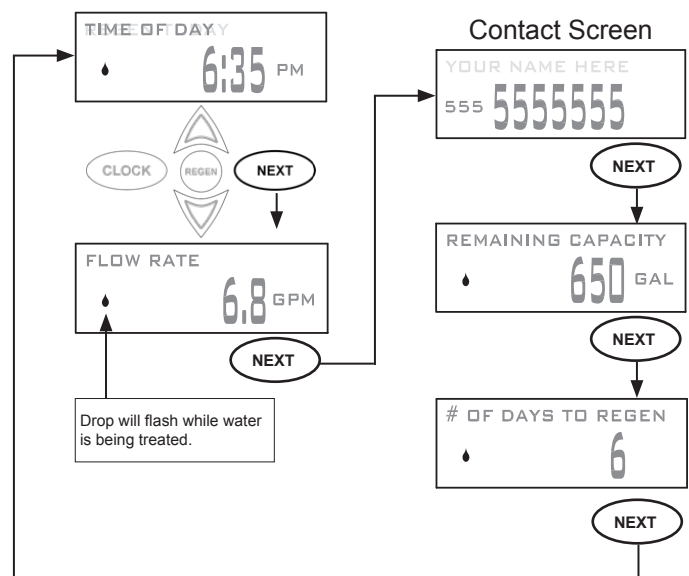 TIME OF DAY
6:35 PM
CLOCK
REGEN
NEXT
FLOW RATE
6.8 GPM
NEXT
Drop will flash while water
is being treated.
Contact Screen
YOUR NAME HERE
555 5555555
NEXT
REMAINING CAPACITY
650 GAL
NEXT
# OF DAYS TO REGEN
6
NEXT